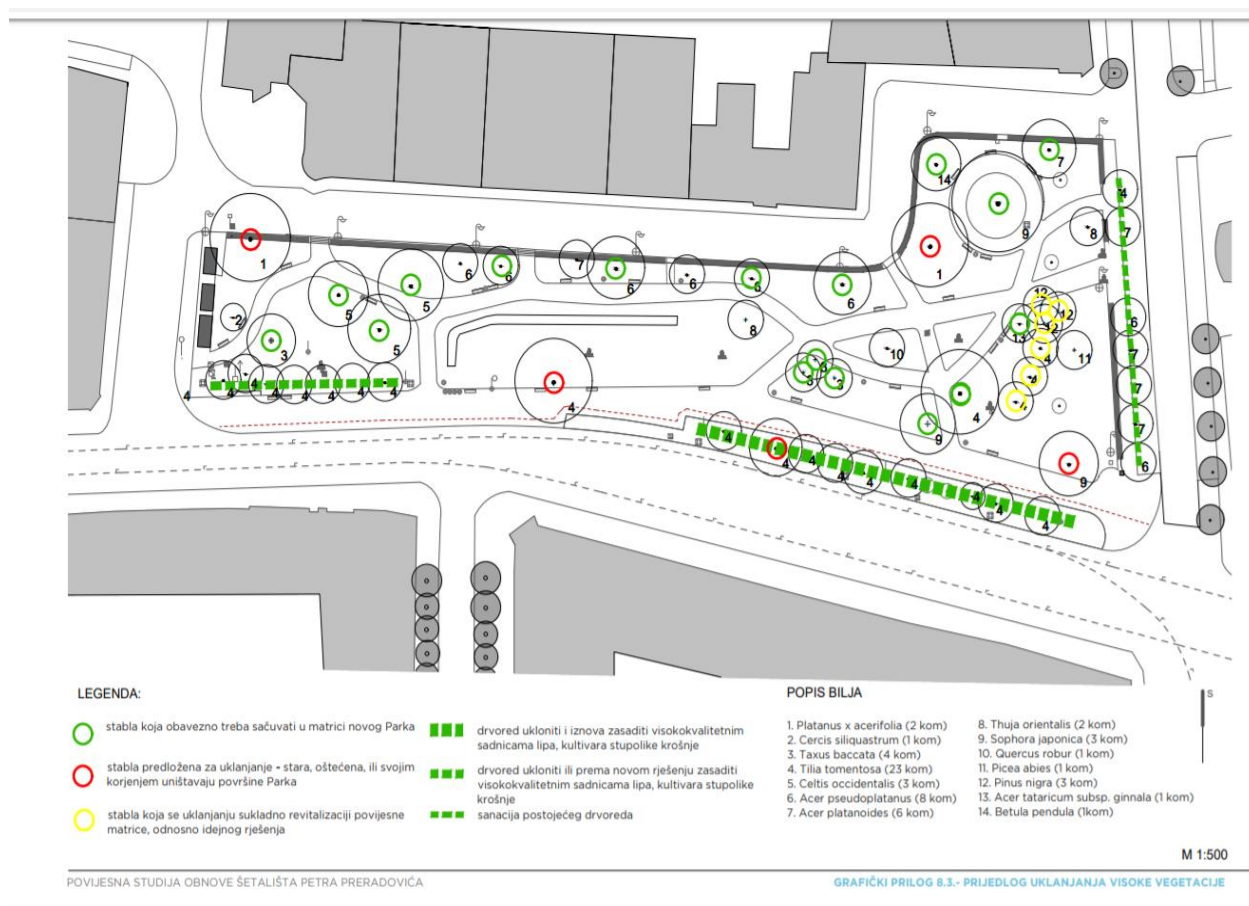 LEGENDA:
stabla koja obavezno treba sačuvati u matrici novog Parka
stabla predložena za uklanjanje - stara, oštećena, ili svojim
korjenjem uništavaju površine Parka
stabla koja se uklanjanju sukladno revitalizaciji povijesne
matrice, odnosno idejnog rješenja
drvored ukloniti i iznova zasaditi visokokvalitetnim
sadnicama lipa, kultivara stupolike krošnje
drvored ukloniti ili prema novom rješenju zasaditi
visokokvalitetnim sadnicama lipa, kultivara stupolike
krošnje
sanacija postojećeg drvoreda
POPIS BILJA
1. Platanus x acerifolia (2 kom)
2. Cercis siliquastrum (1 kom)
3. Taxus baccata (4 kom)
4. Tilia tomentosa (23 kom)
5. Celtis occidentalis (3 kom)
6. Acer pseudoplatanus (8 kom)
7. Acer platanoides (6 kom)
8. Thuja orientalis (2 kom)
9. Sophora japonica (3 kom)
10. Quercus robur (1 kom)
11. Picea abies (1 kom)
12. Pinus nigra (3 kom)
13. Acer tataricum subsp. ginnala (1 kom)
14. Betula pendula (1kom)
S
M 1:500
POVIJESNA STUDIJA OBNOVE ŠETALIŠTA PETRA PRERADOVIĆA
GRAFIČKI PRILOG 8.3.- PRIJEDLOG UKLANJANJA VISOKE VEGETACIJE